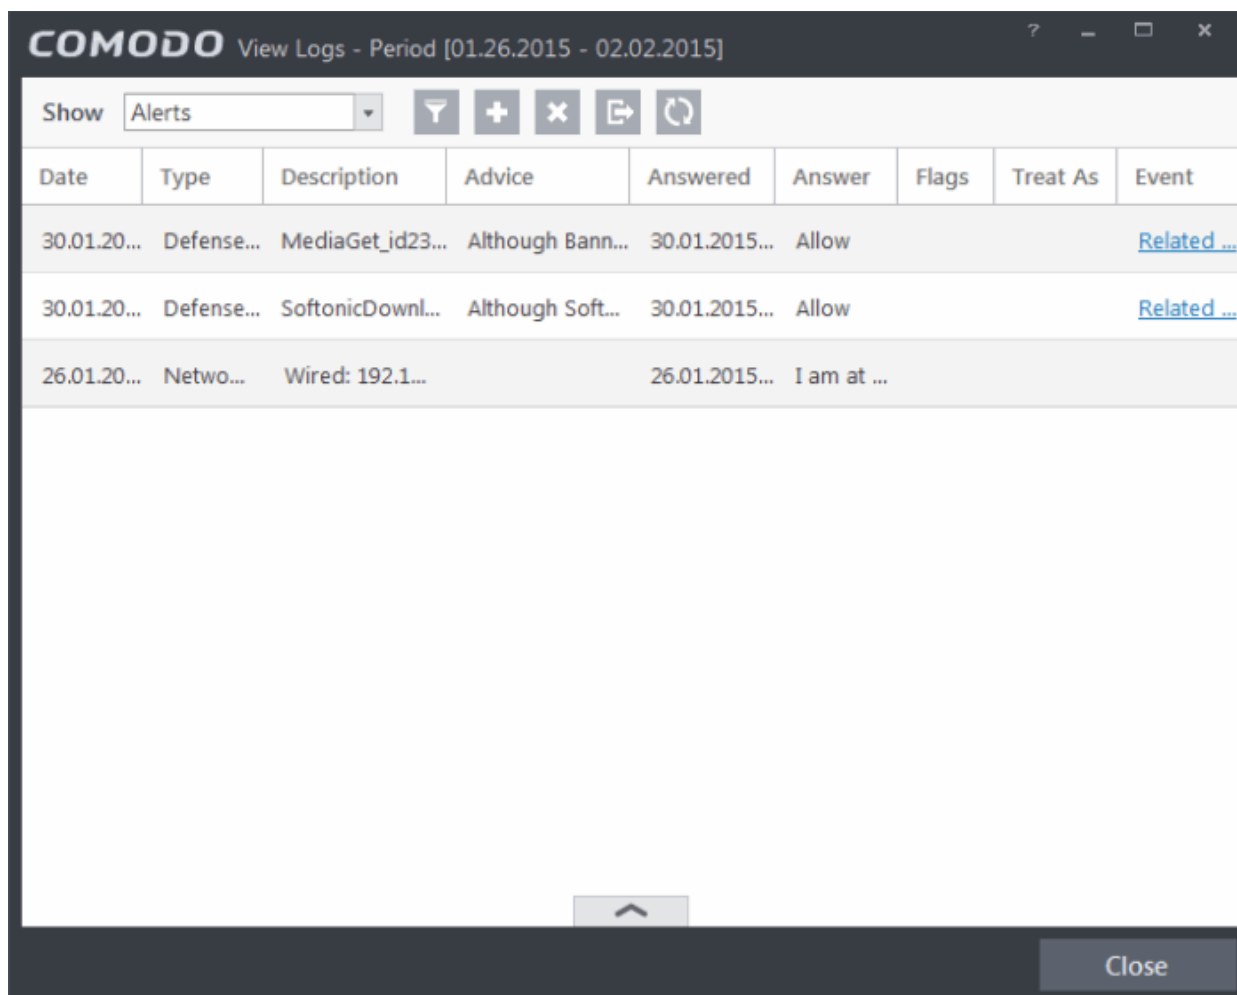 COMODO View Logs - Period [01.26.2015 - 02.02.2015] ?
Show Alerts
Date Type Description Advice Answered Answer Flags Treat As Event
30.01.20... Defense... MediaGet_id23... Although Bann... 30.01.2015... Allow Related ...
30.01.20... Defense... SoftonicDownl... Although Soft... 30.01.2015... Allow Related ...
26.01.20... Netwo... Wired: 192.1... 26.01.2015... I am at ...
Close